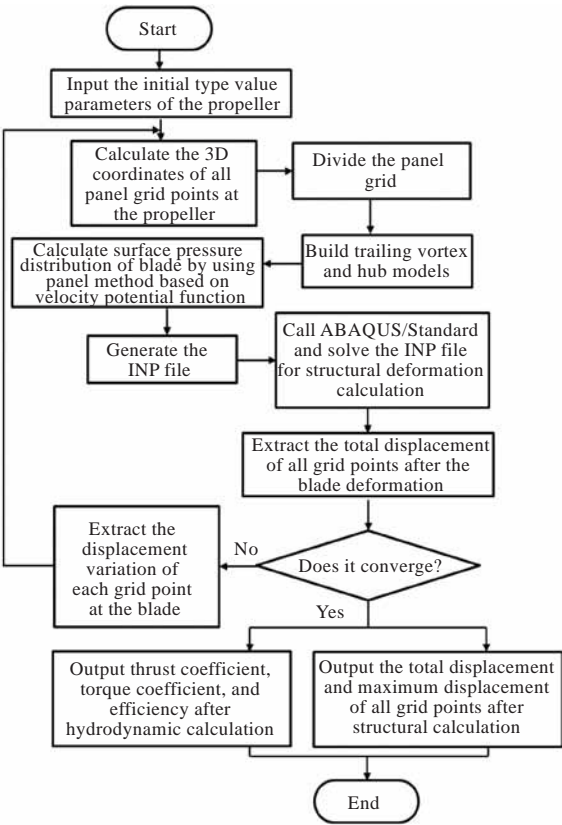 Start
Input the initial type value
parameters of the propeller
Calculate the 3D
coordinates of all
panel grid points at
the propeller
Divide the panel
grid
Build trailing vortex
and hub models
Calculate surface pressure
distribution of blade by using
panel method based on
velocity potential function
Generate the
INP file
Call ABAQUS/Standard
and solve the INP file
for structural deformation
calculation
Extract the total displacement
of all grid points after the
blade deformation
Does it converge?
No
Extract the
displacement
variation of
each grid point
at the blade
Yes
Output thrust coefficient,
torque coefficient, and
efficiency after
hydrodynamic calculation
Output the total displacement
and maximum displacement
of all grid points after
structural calculation
End